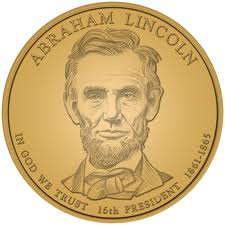 ABRAHAM LINCOLN
IN GOD WE TRUST 16th PRESIDENT 1861-1865